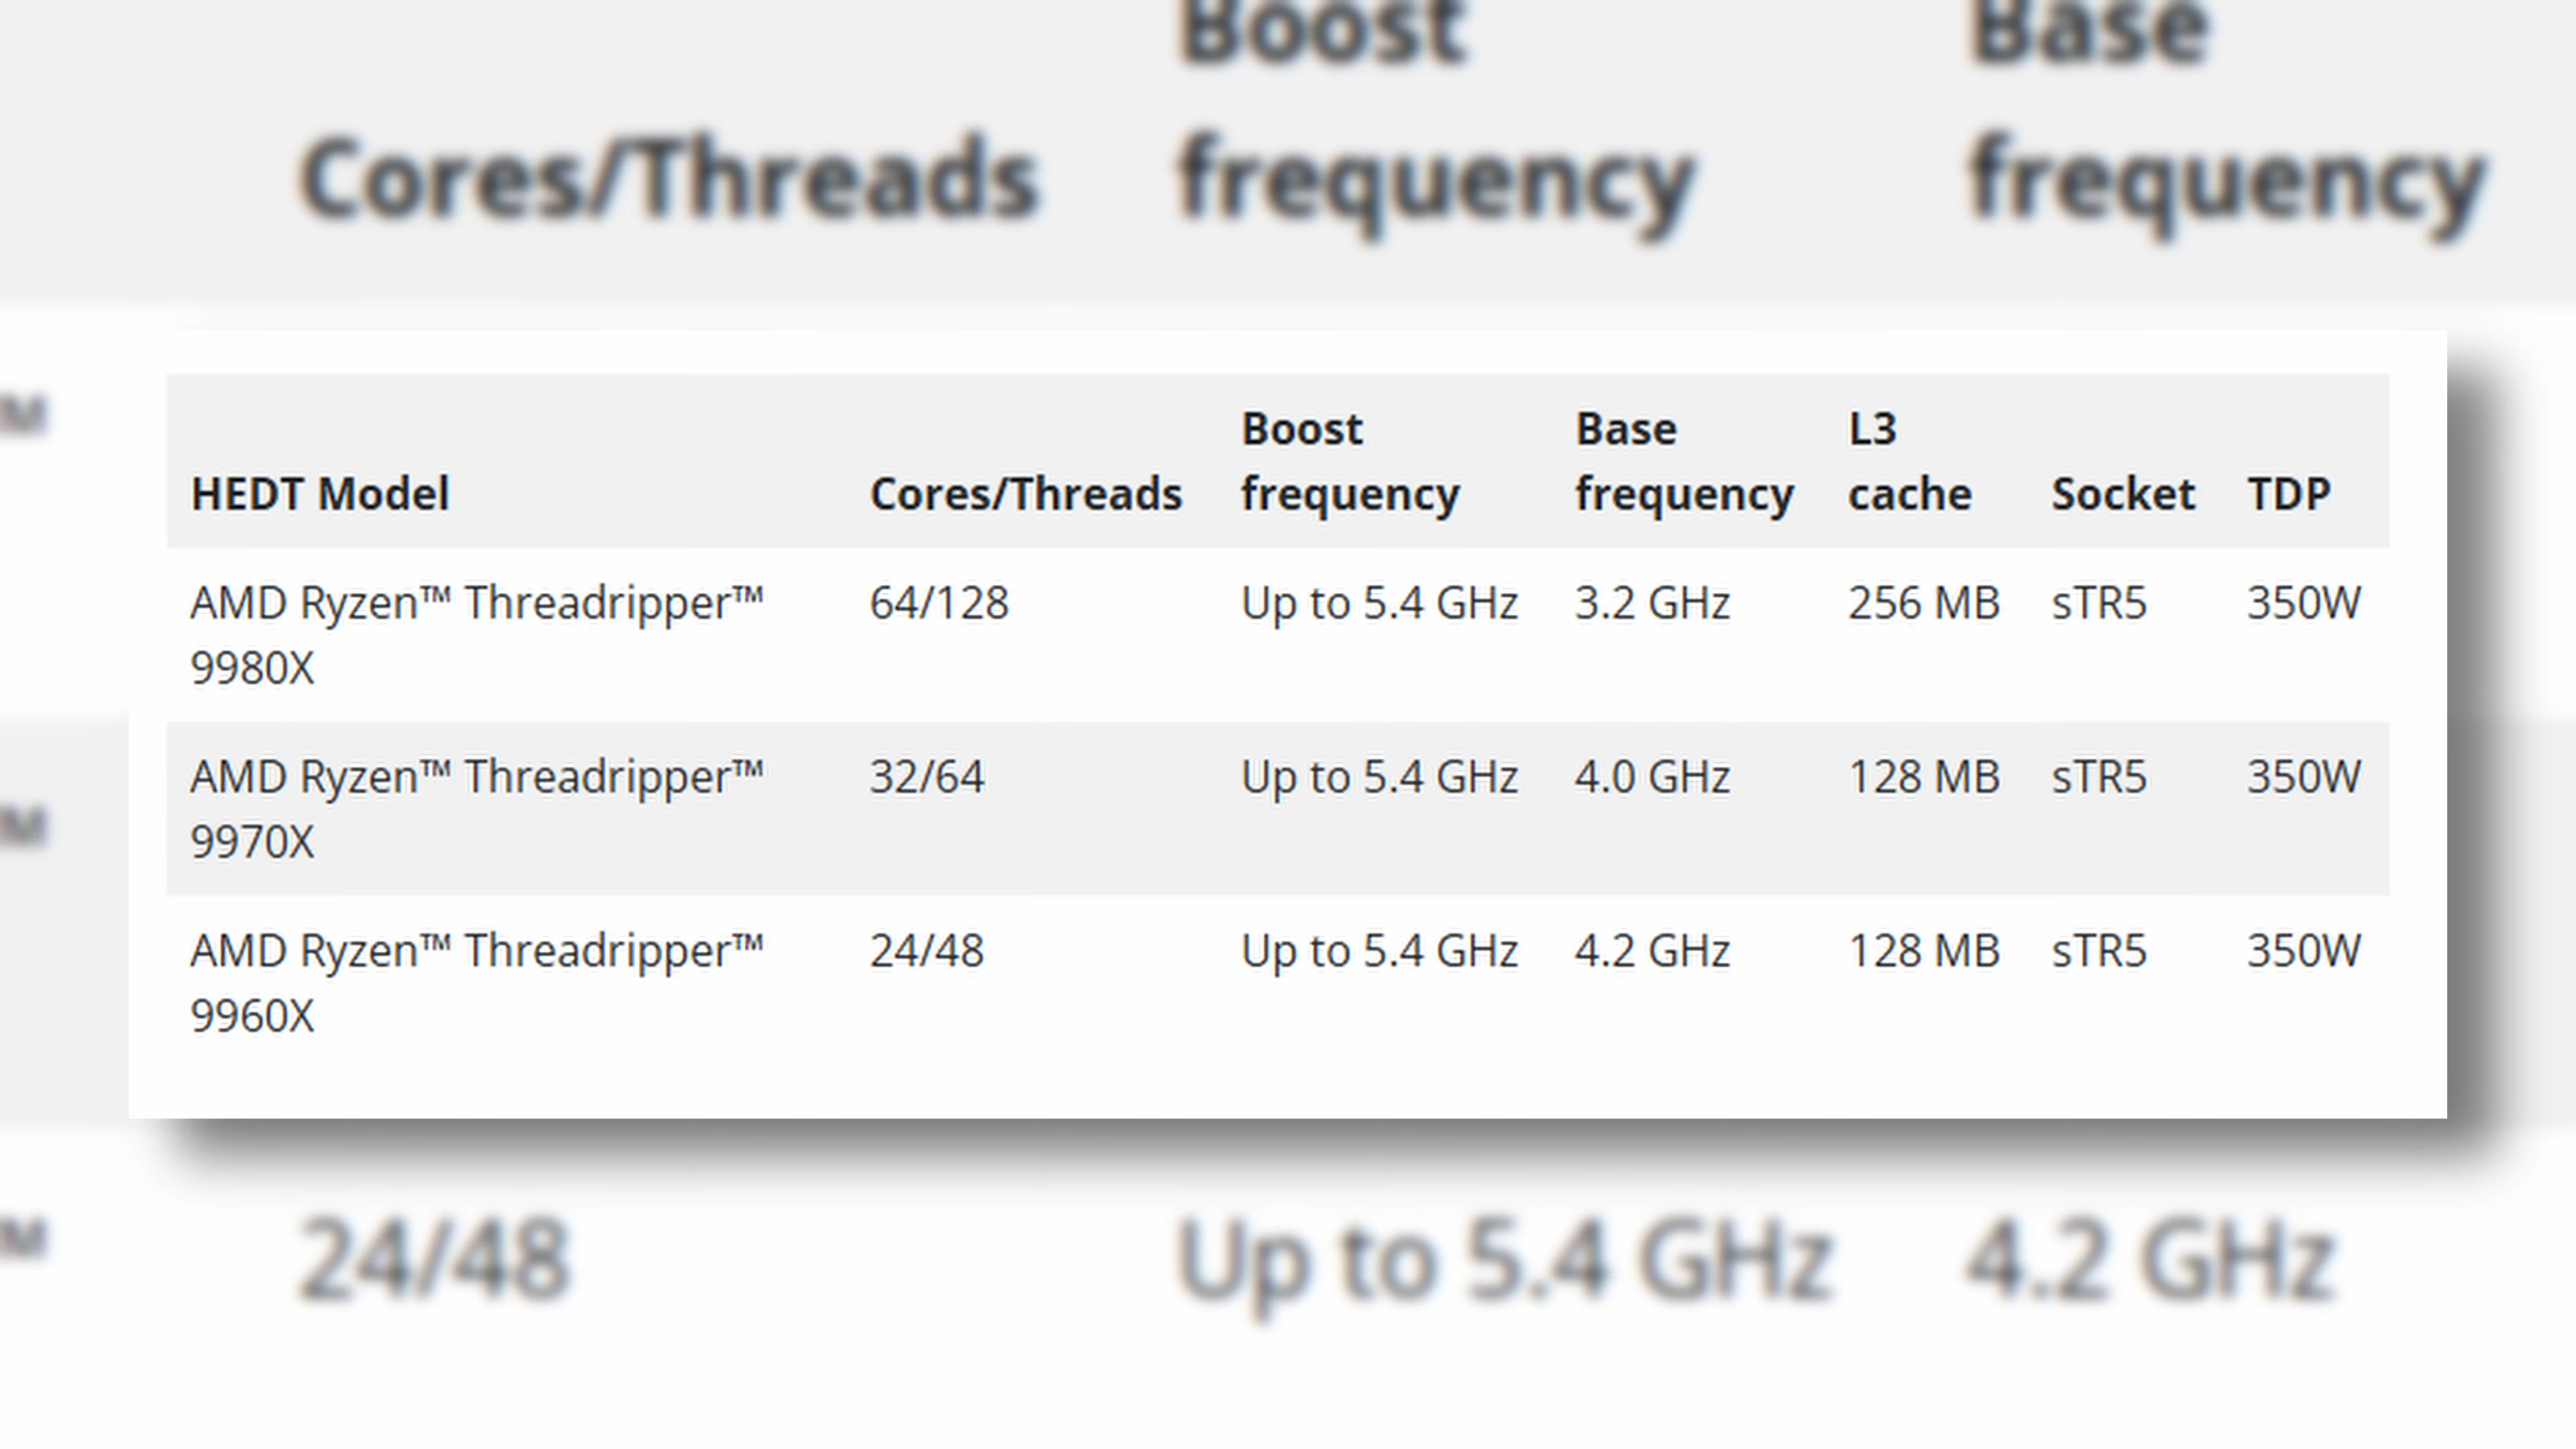 Boost Base
Cores/Threads frequency frequency
HEDT Model Cores/Threads Boost frequency Base frequency L3 cache Socket TDP
AMD Ryzen™ Threadripper™ 64/128 Up to 5.4 GHz 3.2 GHz 256 MB sTR5 350W
9980X
AMD Ryzen™ Threadripper™ 32/64 Up to 5.4 GHz 4.0 GHz 128 MB sTR5 350W
9970X
AMD Ryzen™ Threadripper™ 24/48 Up to 5.4 GHz 4.2 GHz 128 MB sTR5 350W
9960X
24/48 Up to 5.4 GHz 4.2 GHz